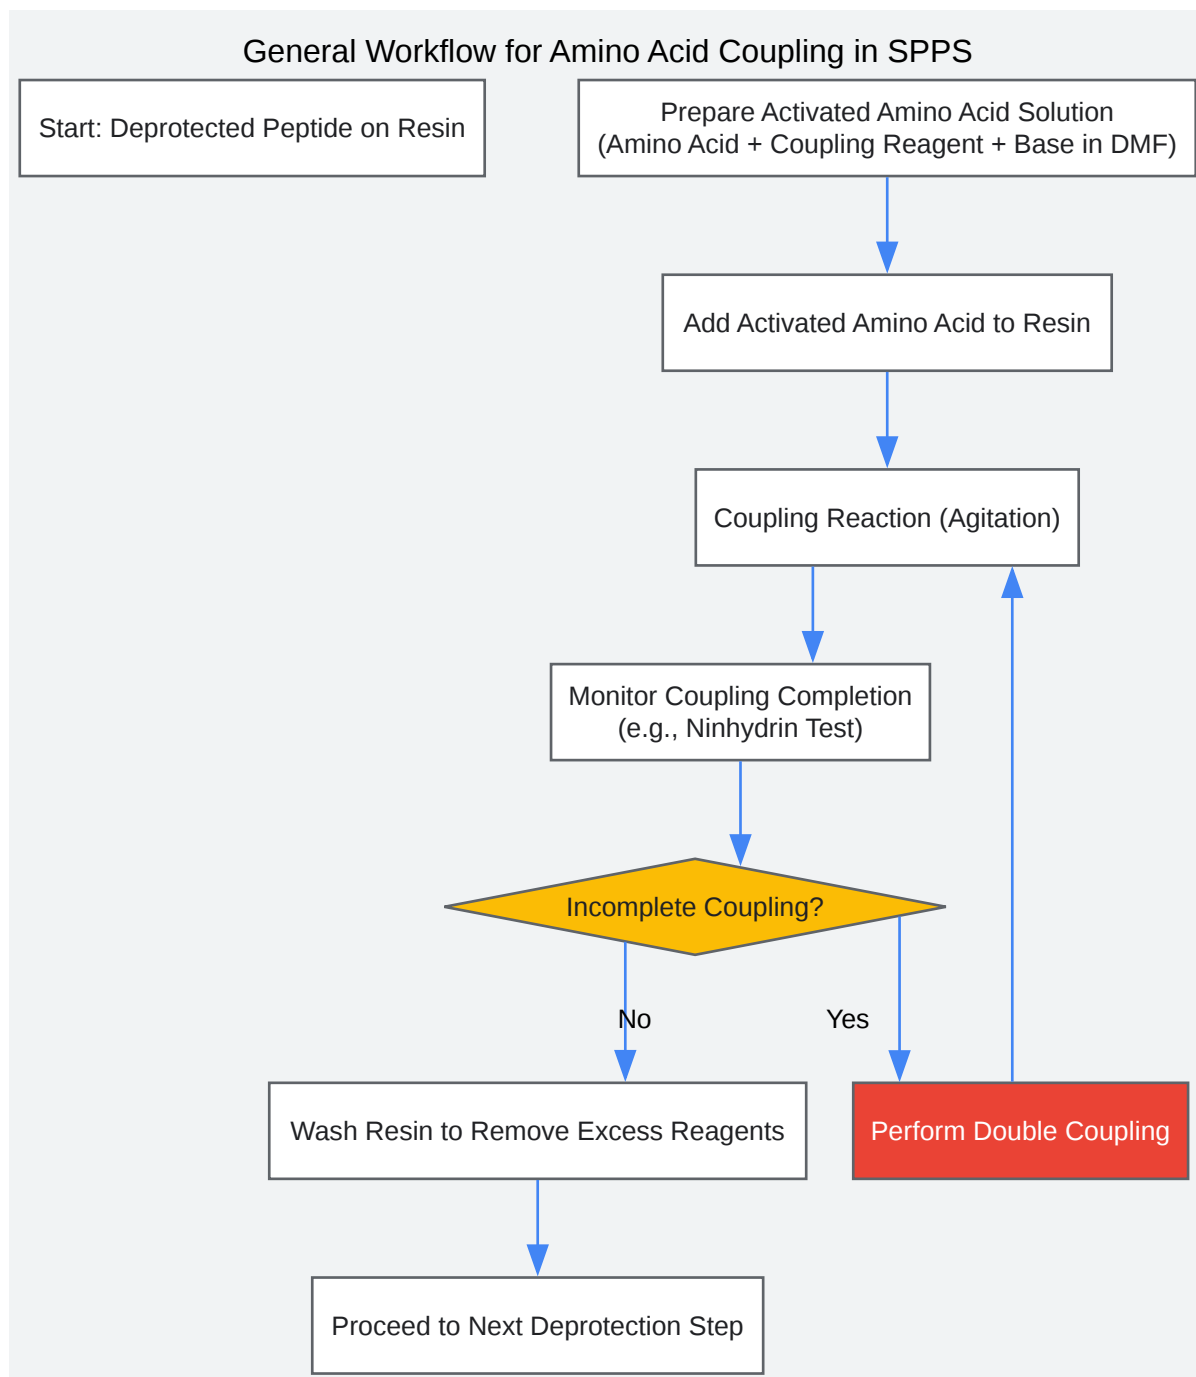 General Workflow for Amino Acid Coupling in SPPS
Start: Deprotected Peptide on Resin
Prepare Activated Amino Acid Solution
(Amino Acid + Coupling Reagent + Base in DMF)
Add Activated Amino Acid to Resin
Coupling Reaction (Agitation)
Monitor Coupling Completion
(e.g., Ninhydrin Test)
Incomplete Coupling?
No
Yes
Wash Resin to Remove Excess Reagents
Perform Double Coupling
Proceed to Next Deprotection Step